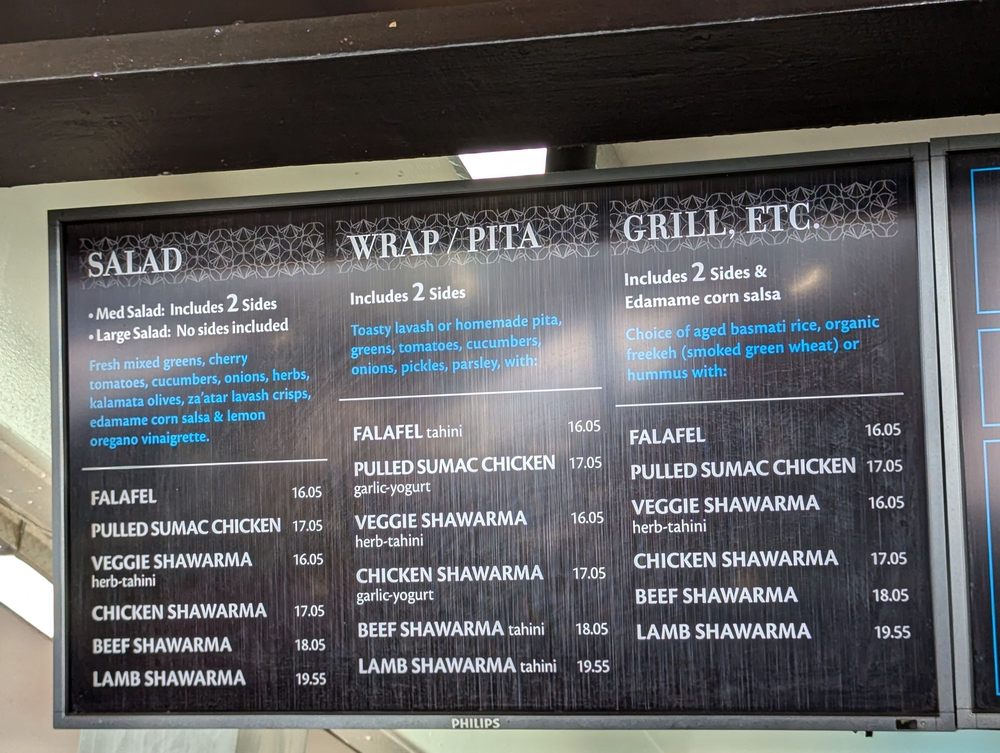 SALAD
• Med Salad: Includes 2 Sides
• Large Salad: No sides included
Fresh mixed greens, cherry
tomatoes, cucumbers, onions, herbs,
kalamata olives, za'atar lavash crisps,
edamame corn salsa & lemon
oregano vinaigrette.
FALAFEL 16.05
PULLED SUMAC CHICKEN 17.05
VEGGIE SHAWARMA 16.05
herb-tahini
CHICKEN SHAWARMA 17.05
BEEF SHAWARMA 18.05
LAMB SHAWARMA 19.55
WRAP / PITA
Includes 2 Sides
Toasty lavash or homemade pita,
greens, tomatoes, cucumbers,
onions, pickles, parsley, with:
FALAFEL tahini 16.05
PULLED SUMAC CHICKEN 17.05
garlic-yogurt
VEGGIE SHAWARMA 16.05
herb-tahini
CHICKEN SHAWARMA 17.05
garlic-yogurt
BEEF SHAWARMA tahini 18.05
LAMB SHAWARMA tahini 19.55
GRILL, ETC.
Includes 2 Sides &
Edamame corn salsa
Choice of aged basmati rice, organic
freekeh (smoked green wheat) or
hummus with:
FALAFEL 16.05
PULLED SUMAC CHICKEN 17.05
VEGGIE SHAWARMA 16.05
herb-tahini
CHICKEN SHAWARMA 17.05
BEEF SHAWARMA 18.05
LAMB SHAWARMA 19.55
PHILIPS